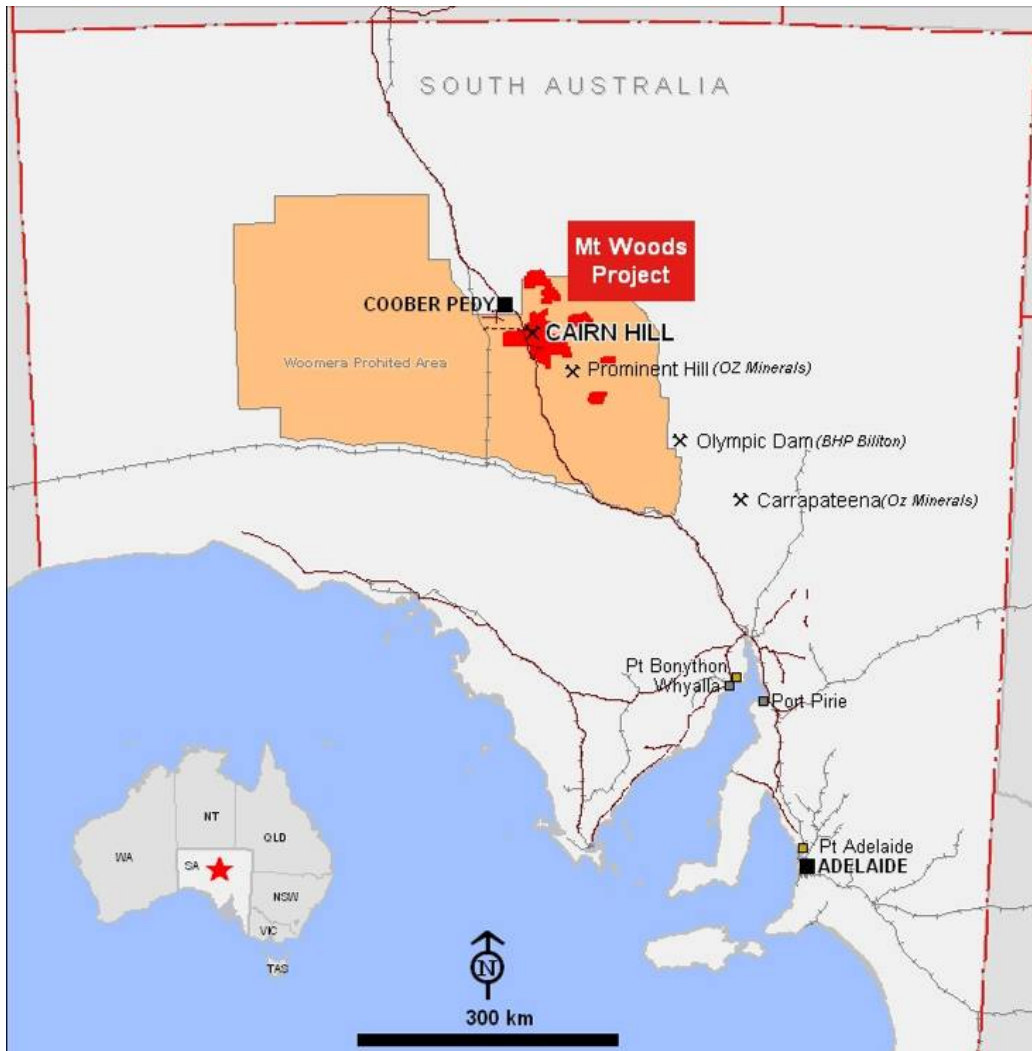 SOUTH AUSTRALIA
Mt Woods
Project
COOBER PEDY
CAIRN HILL
Woomera Prohited Area
Prominent Hill (OZ Minerals)
Olympic Dam (BHP Biliton)
Carrapateena (Oz Minerals)
Pt Bonython
Whyalla
Port Pirie
Pt Adelaide
ADELAIDE
NT
QLD
WA
SA
NSW
VIC
TAS
N
300 km